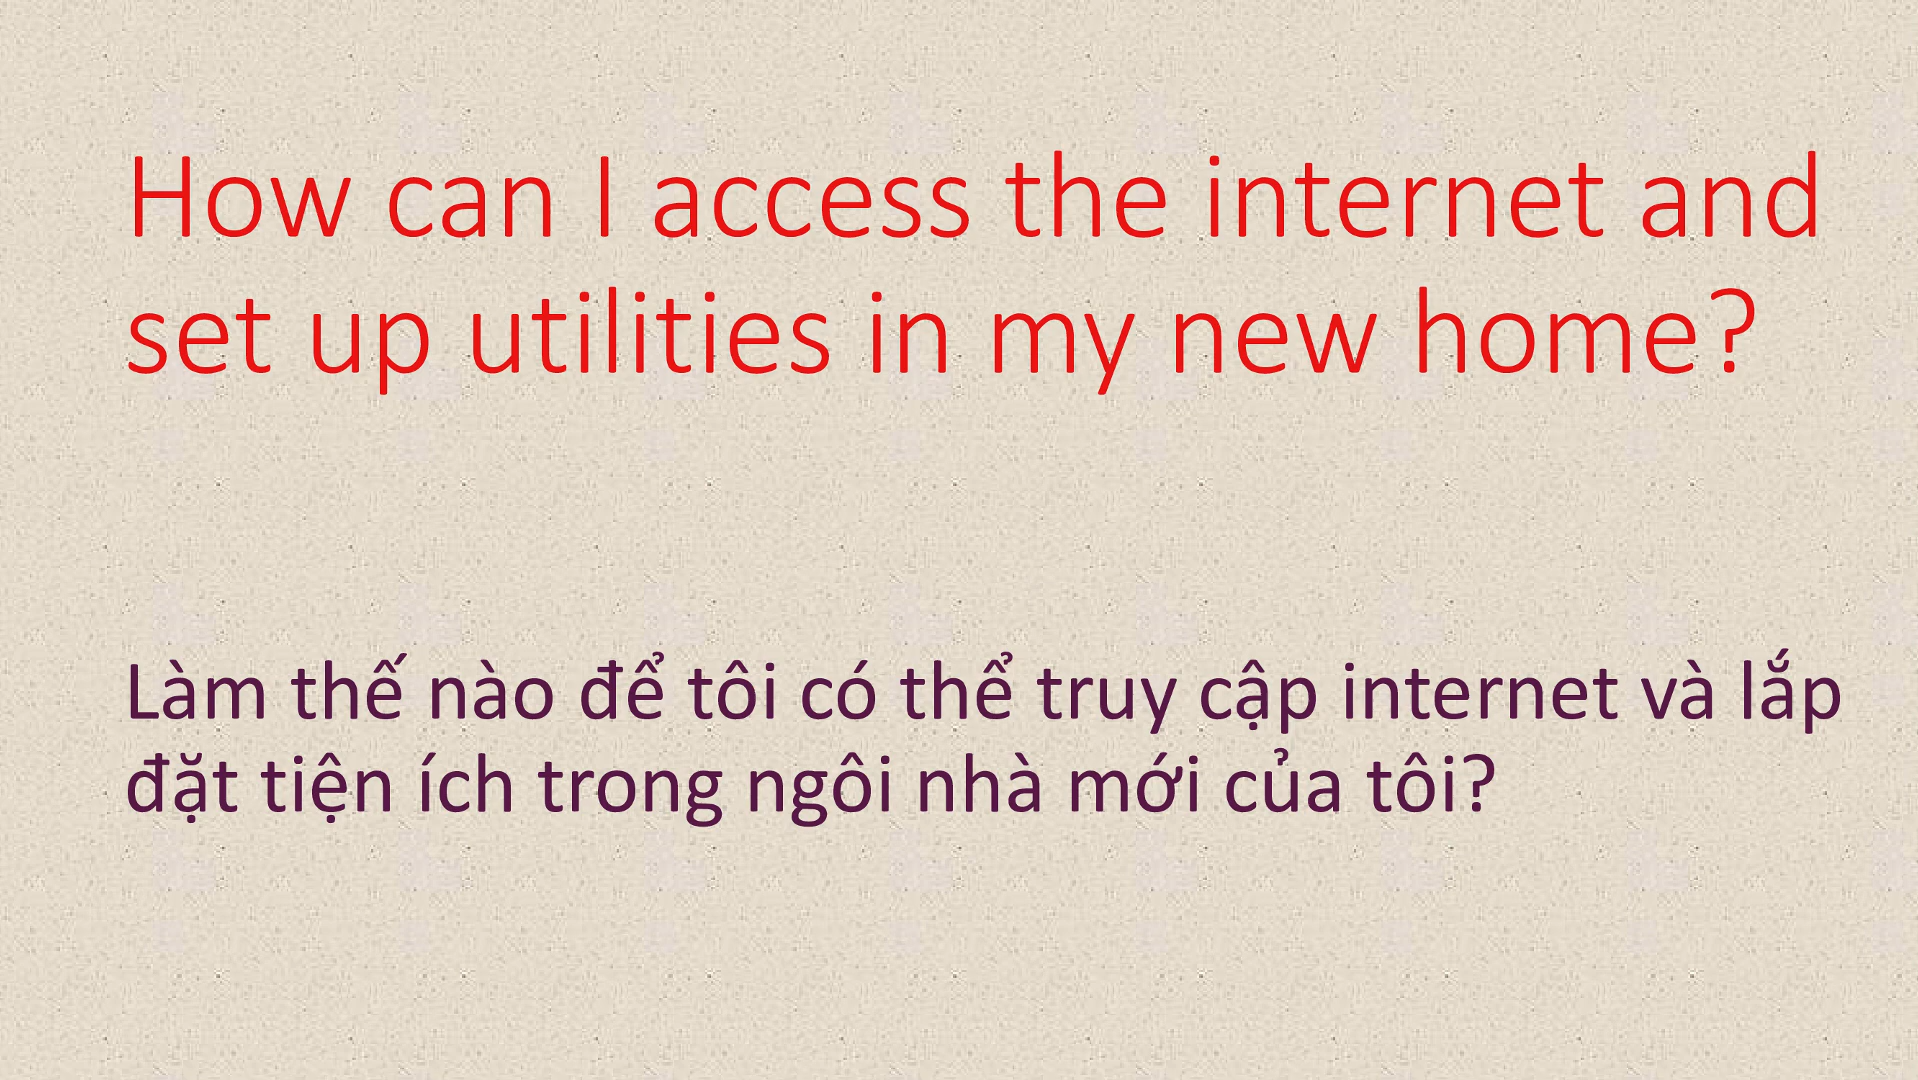 How can I access the internet and
set up utilities in my new home?
Làm thế nào để tôi có thể truy cập internet và lắp
đặt tiện ích trong ngôi nhà mới của tôi?